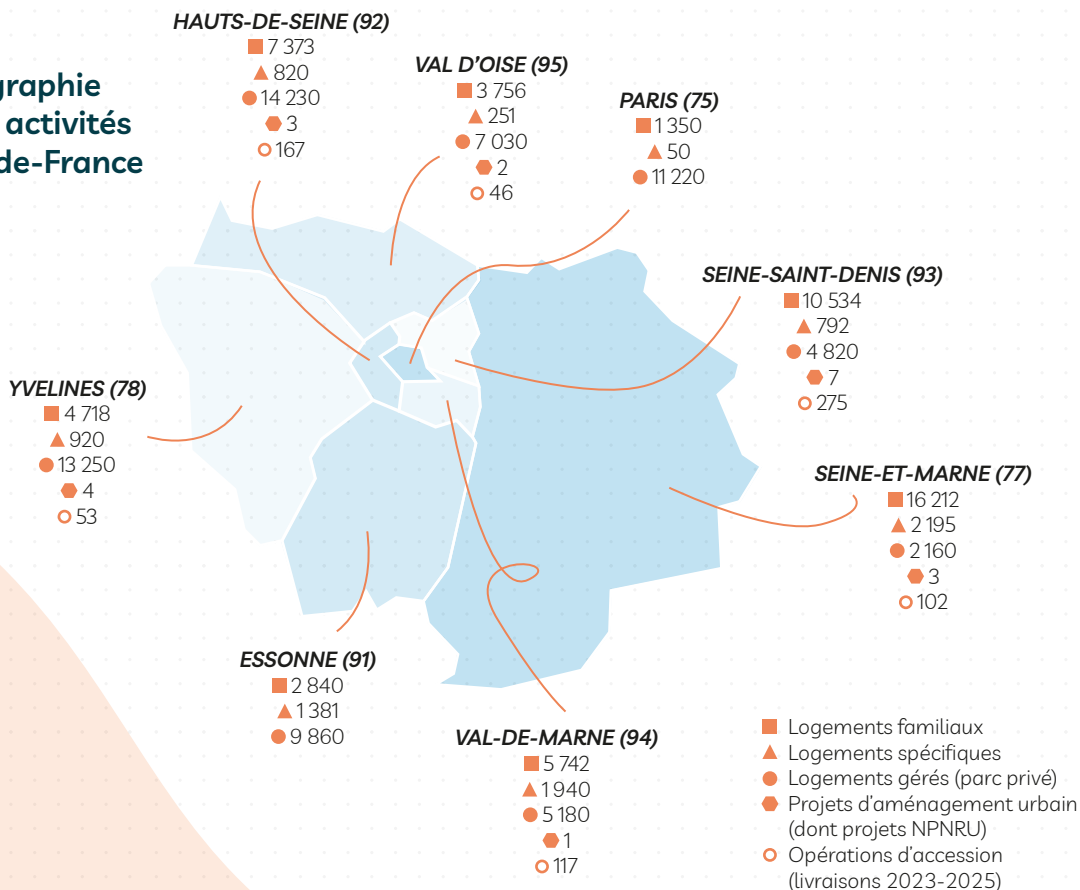 graphie
activités
de-France
HAUTS-DE-SEINE (92)
7 373
820
14 230
3
167
VAL D'OISE (95)
3 756
251
7 030
2
46
PARIS (75)
1 350
50
11 220
SEINE-SAINT-DENIS (93)
10 534
792
4 820
7
275
YVELINES (78)
4 718
920
13 250
4
53
SEINE-ET-MARNE (77)
16 212
2 195
2 160
3
102
ESSONNE (91)
2 840
1 381
9 860
VAL-DE-MARNE (94)
5 742
1 940
5 180
1
117
Logements familiaux
Logements spécifiques
Logements gérés (parc privé)
Projets d'aménagement urbain
(dont projets NPNRU)
Opérations d'accession
(livraisons 2023-2025)